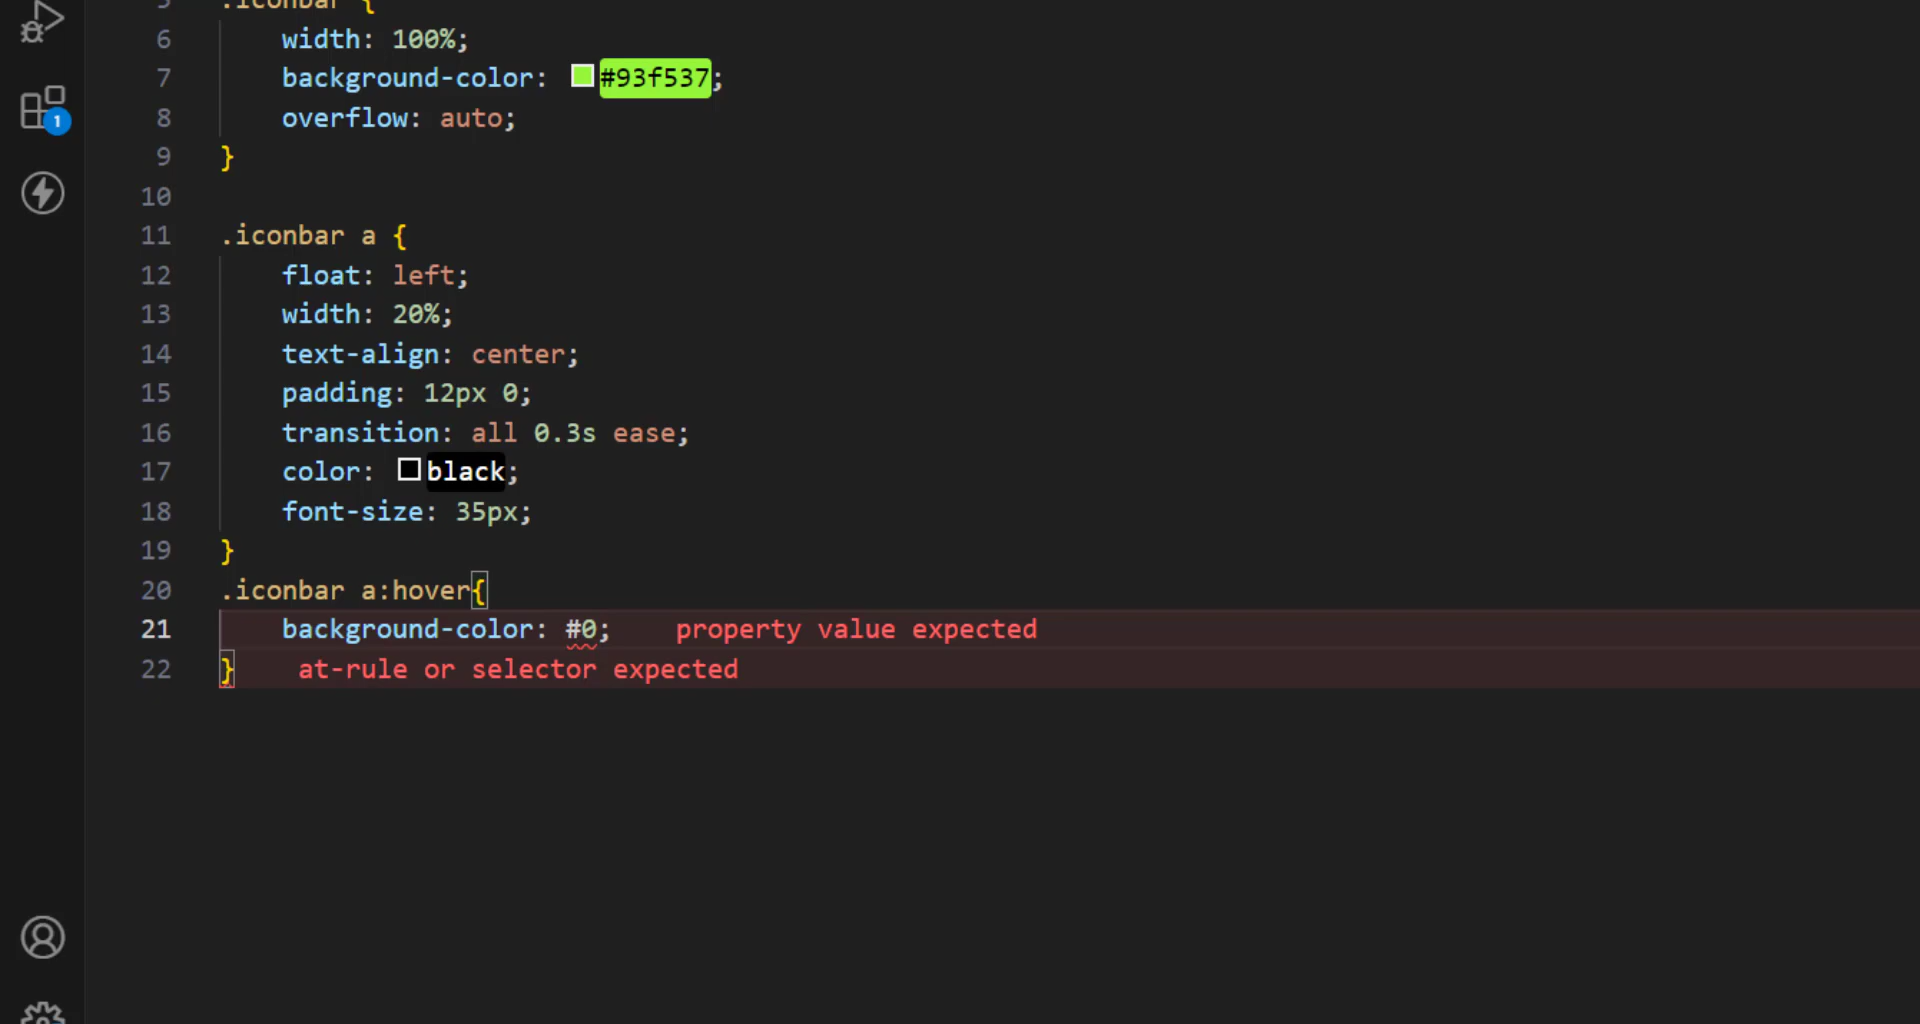 5 .iconbar {
6 width: 100%;
7 background-color: #93f537;
8 overflow: auto;
9 }
10
11 .iconbar a {
12 float: left;
13 width: 20%;
14 text-align: center;
15 padding: 12px 0;
16 transition: all 0.3s ease;
17 color: black;
18 font-size: 35px;
19 }
20 .iconbar a:hover{
21 background-color: #0; property value expected
22 } at-rule or selector expected
1